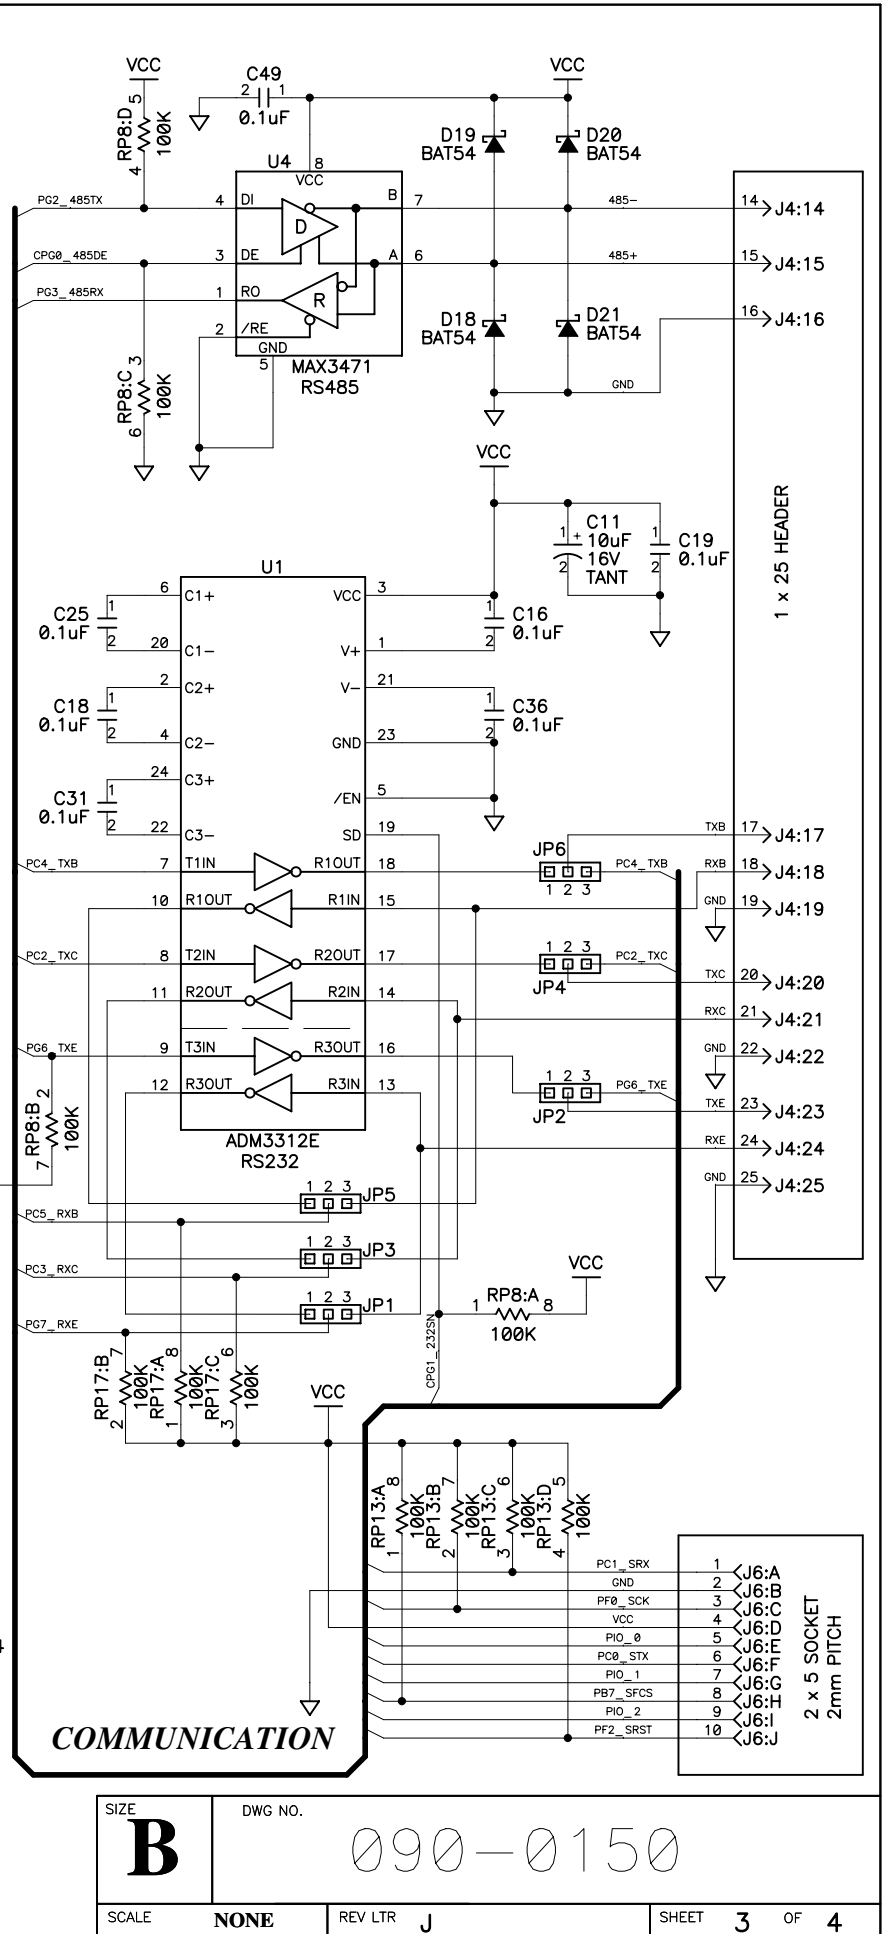 VCC
C49
2 1
0.1uF
VCC
RP8:D
100K
5
4
D19
BAT54
D20
BAT54
U4
8
VCC
PG2_485TX
4 DI
D
B 7
485-
14 J4:14
CPG0_485DE
3 DE
A 6
485+
15 J4:15
PG3_485RX
1 RO
R
16 J4:16
2 /RE
D18
BAT54
D21
BAT54
GND
5
MAX3471
RS485
GND
RP8:C
100K
3
6
VCC
1 x 25 HEADER
C11
10uF
16V
TANT
1 +
2
C19
0.1uF
1
2
U1
6 C1+
VCC 3
C25
0.1uF
1
2
C16
0.1uF
1
2
20 C1-
V+ 1
2 C2+
V- 21
C18
0.1uF
1
2
C36
0.1uF
1
2
4 C2-
GND 23
24 C3+
/EN 5
C31
0.1uF
1
2
22 C3-
SD 19
TXB 17 J4:17
PC4_TXB
7 T1IN
R1OUT 18
JP6
1 2 3
PC4_TXB
RXB 18 J4:18
10 R1OUT
R1IN 15
GND 19 J4:19
PC2_TXC
8 T2IN
R2OUT 17
1 2 3
JP4
PC2_TXC
TXC 20 J4:20
11 R2OUT
R2IN 14
RXC 21 J4:21
PG6_TXE
9 T3IN
R3OUT 16
GND 22 J4:22
12 R3OUT
R3IN 13
1 2 3
JP2
PG6_TXE
TXE 23 J4:23
RP8:B
100K
2
7
ADM3312E
RS232
RXE 24 J4:24
GND 25 J4:25
1 2 3
JP5
PC5_RXB
1 2 3
JP3
PC3_RXC
VCC
1 2 3
JP1
1 RP8:A 8
100K
PG7_RXE
CPG1_232SN
RP17:B
100K
7
2
RP17:A
100K
8
1
RP17:C
100K
6
3
VCC
RP13:A
100K
8
1
RP13:B
100K
7
2
RP13:C
100K
6
3
RP13:D
100K
5
4
PC1_SRX 1 J6:A
GND 2 J6:B
PF0_SCK 3 J6:C
VCC 4 J6:D
PIO_0 5 J6:E
PC0_STX 6 J6:F
PIO_1 7 J6:G
PB7_SFCS 8 J6:H
PIO_2 9 J6:I
PF2_SRST 10 J6:J
2 x 5 SOCKET
2mm PITCH
COMMUNICATION
SIZE
B
DWG NO.
090-0150
SCALE NONE
REV LTR J
SHEET 3 OF 4